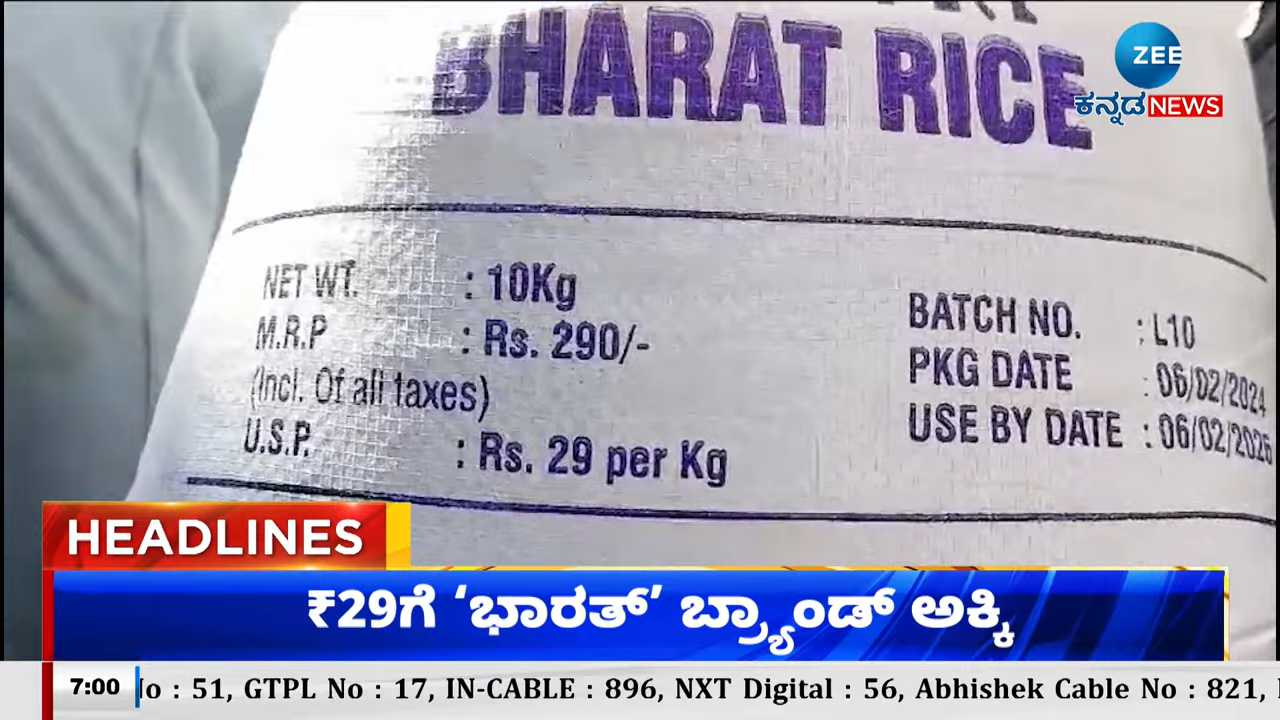 BHARAT RICE
ZEE
ಕನ್ನಡ NEWS
NET WT. : 10Kg
M.R.P : Rs. 290/-
(Incl. Of all taxes)
U.S.P. : Rs. 29 per Kg
BATCH NO. : L10
PKG DATE : 06/02/2024
USE BY DATE : 06/02/2026
HEADLINES
₹29ಗೆ ‘ಭಾರತ್’ ಬ್ರ್ಯಾಂಡ್ ಅಕ್ಕಿ
7:00 No : 51, GTPL No : 17, IN-CABLE : 896, NXT Digital : 56, Abhishek Cable No : 821,